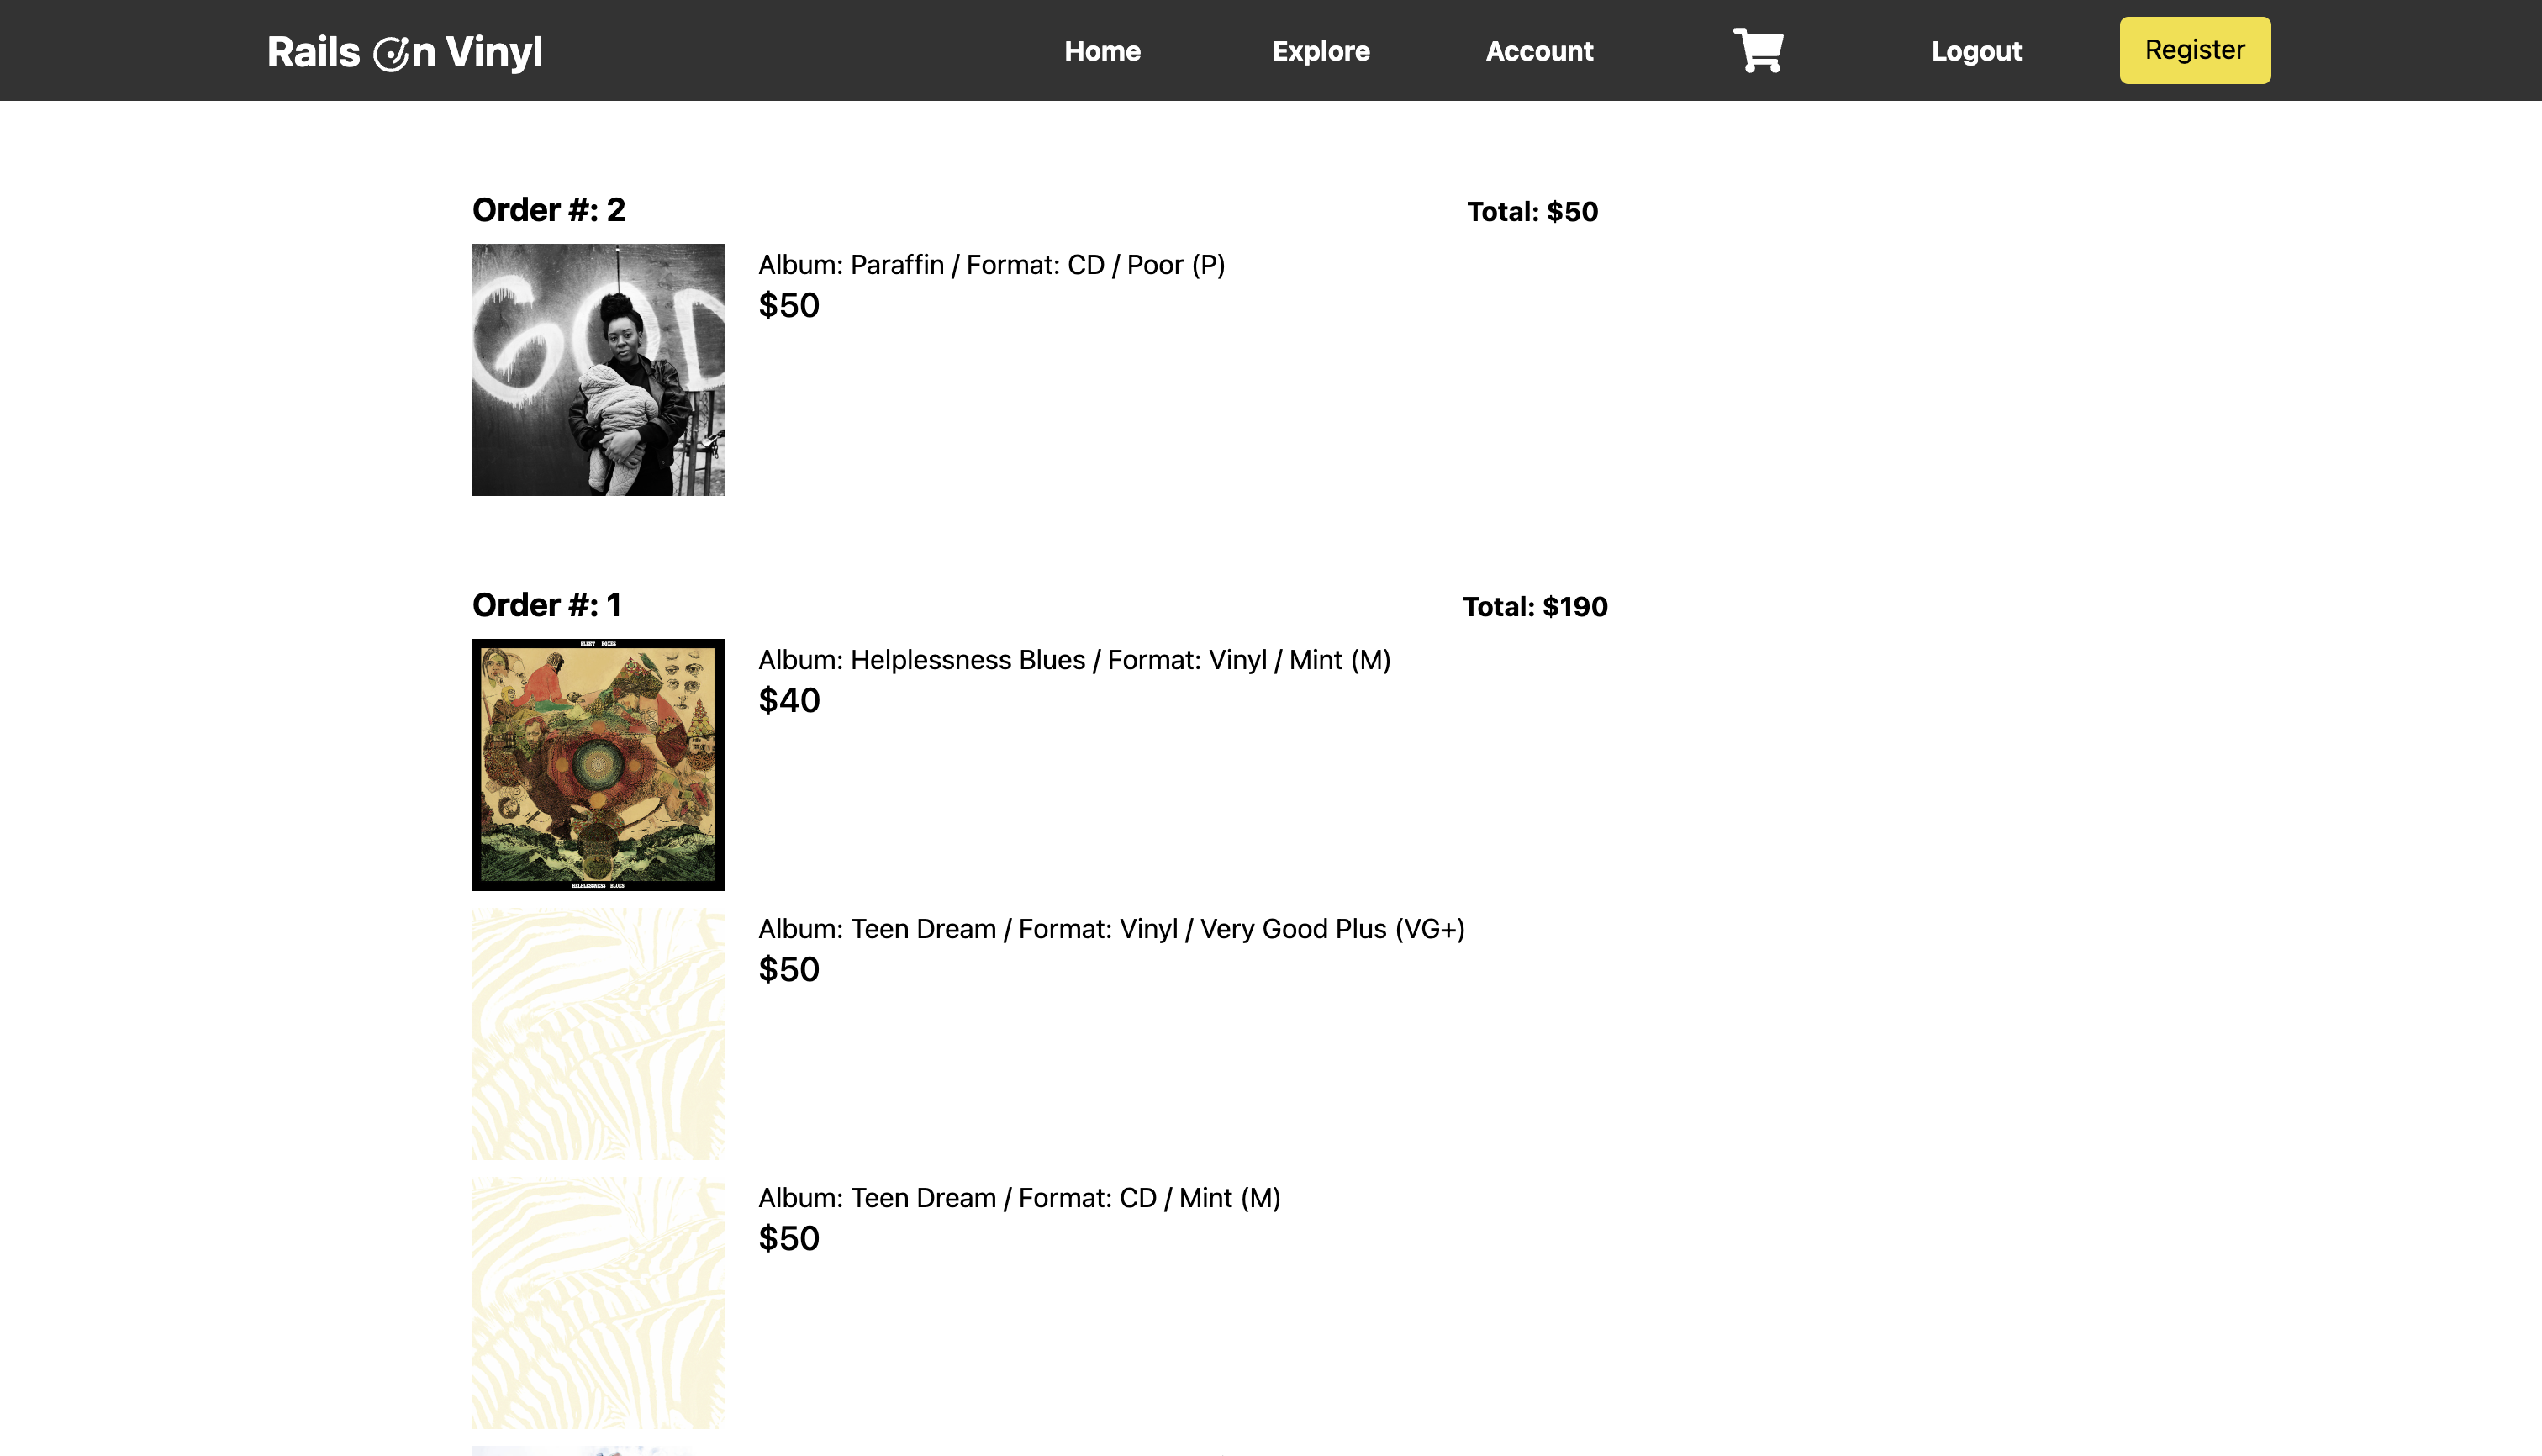 Rails On Vinyl
Home
Explore
Account
Logout
Register
Order #: 2
Total: $50
GOD
Album: Paraffin / Format: CD / Poor (P)
$50
Order #: 1
Total: $190
FLEET FOXES
HELPLESSNESS BLUES
Album: Helplessness Blues / Format: Vinyl / Mint (M)
$40
Album: Teen Dream / Format: Vinyl / Very Good Plus (VG+)
$50
Album: Teen Dream / Format: CD / Mint (M)
$50